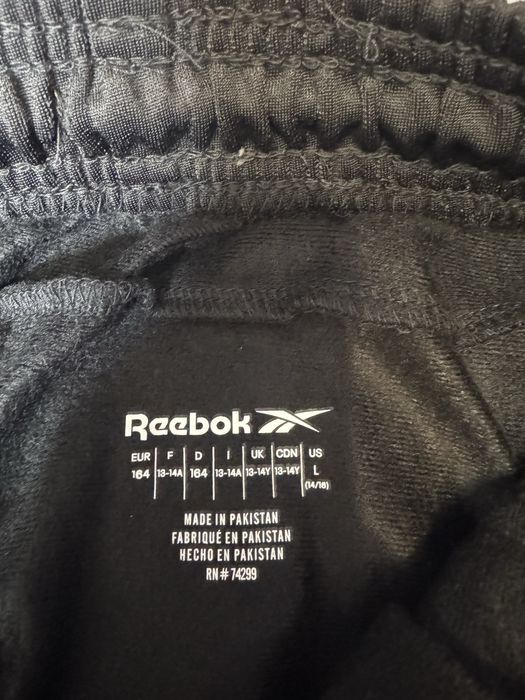 Reebok
EUR F D I UK CDN US
164 13-14A 164 13-14A 13-14Y 13-14Y L
(14/16)
MADE IN PAKISTAN
FABRIQUÉ EN PAKISTAN
HECHO EN PAKISTAN
RN# 74299